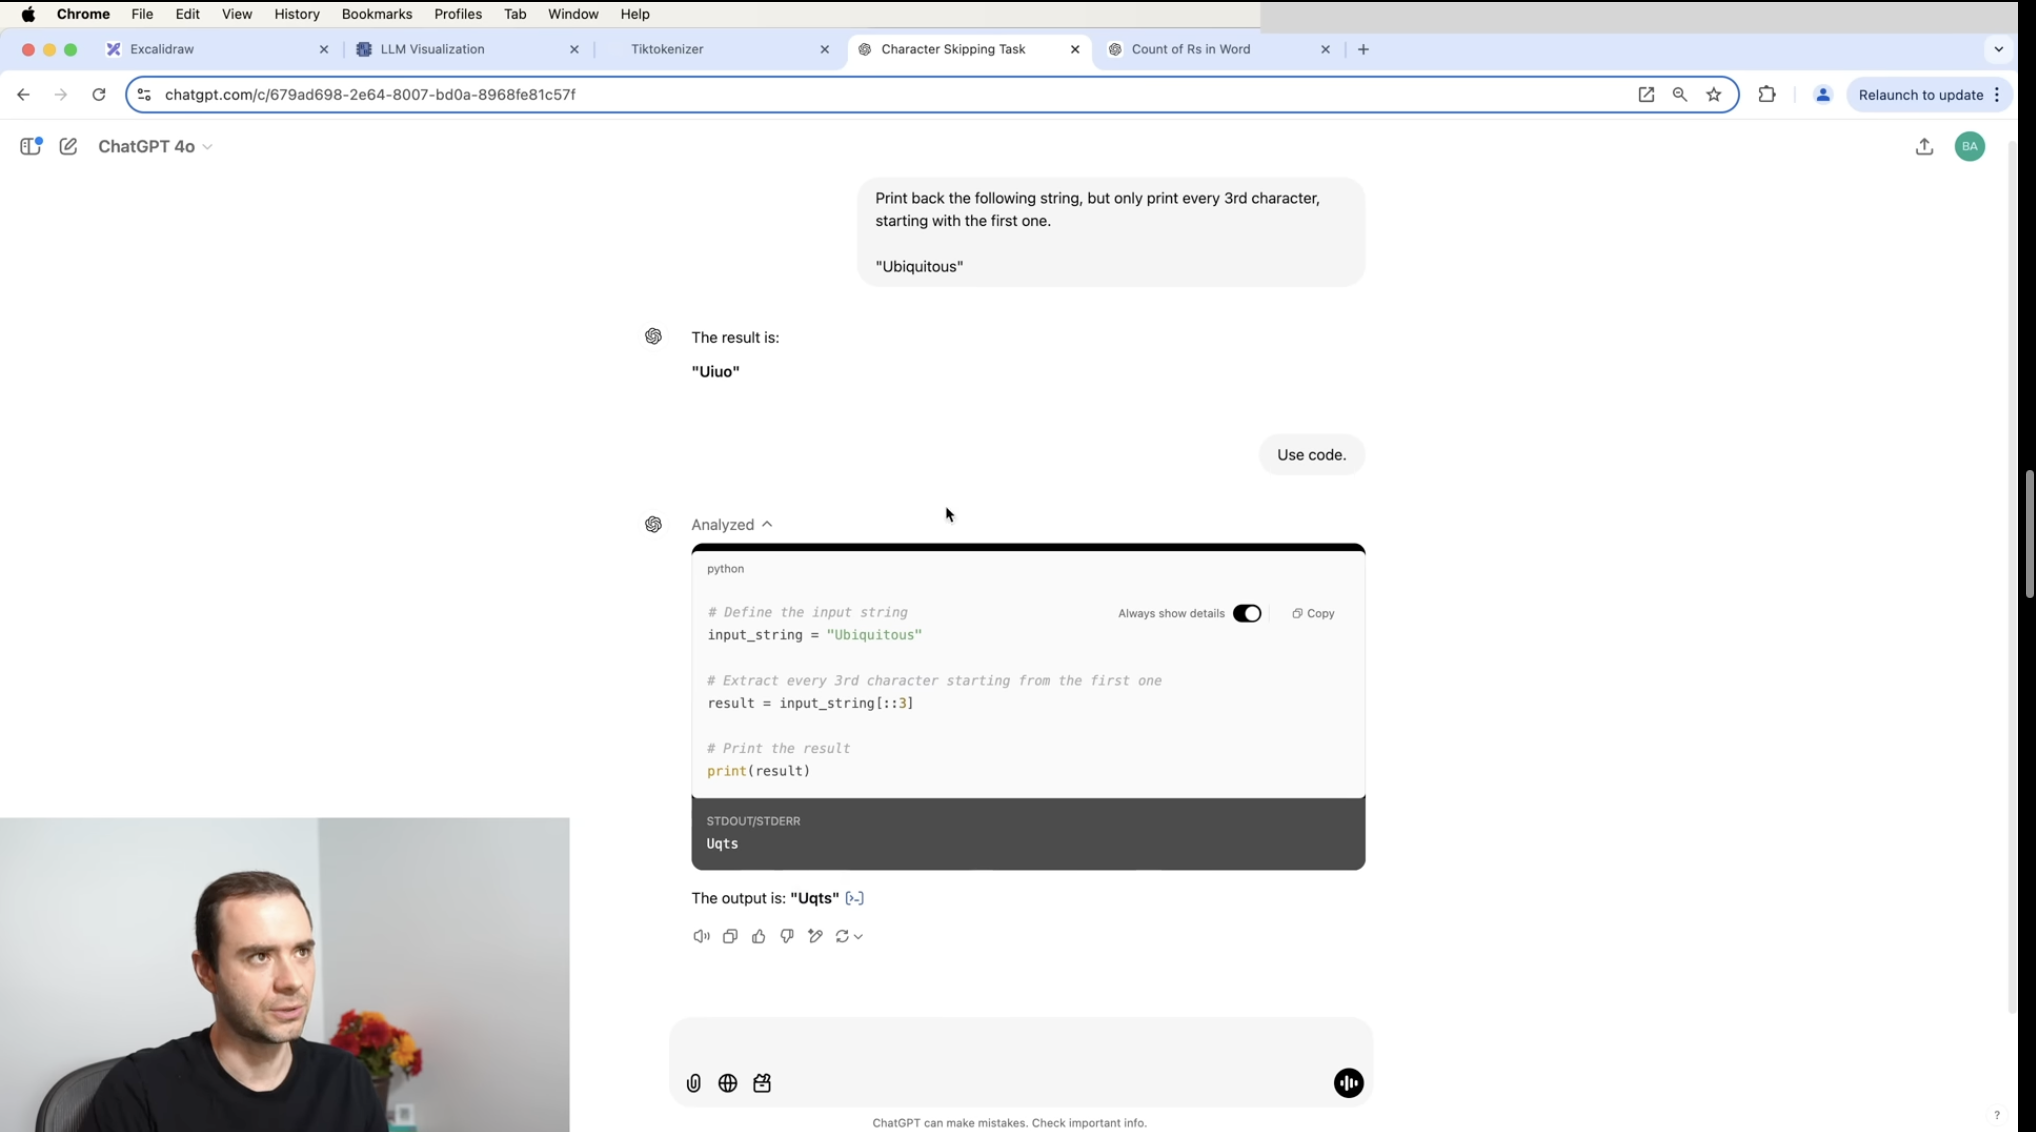 Chrome File Edit View History Bookmarks Profiles Tab Window Help
Excalidraw LLM Visualization Tiktokenizer Character Skipping Task Count of Rs in Word
chatgpt.com/c/679ad698-2e64-8007-bd0a-8968fe81c57f Relaunch to update
ChatGPT 4o BA
Print back the following string, but only print every 3rd character,
starting with the first one.
"Ubiquitous"
The result is:
"Uiuo"
Use code.
Analyzed
python
# Define the input string Always show details Copy
input_string = "Ubiquitous"
# Extract every 3rd character starting from the first one
result = input_string[::3]
# Print the result
print(result)
STDOUT/STDERR
Uqts
The output is: "Uqts" [>-]
ChatGPT can make mistakes. Check important info.
?